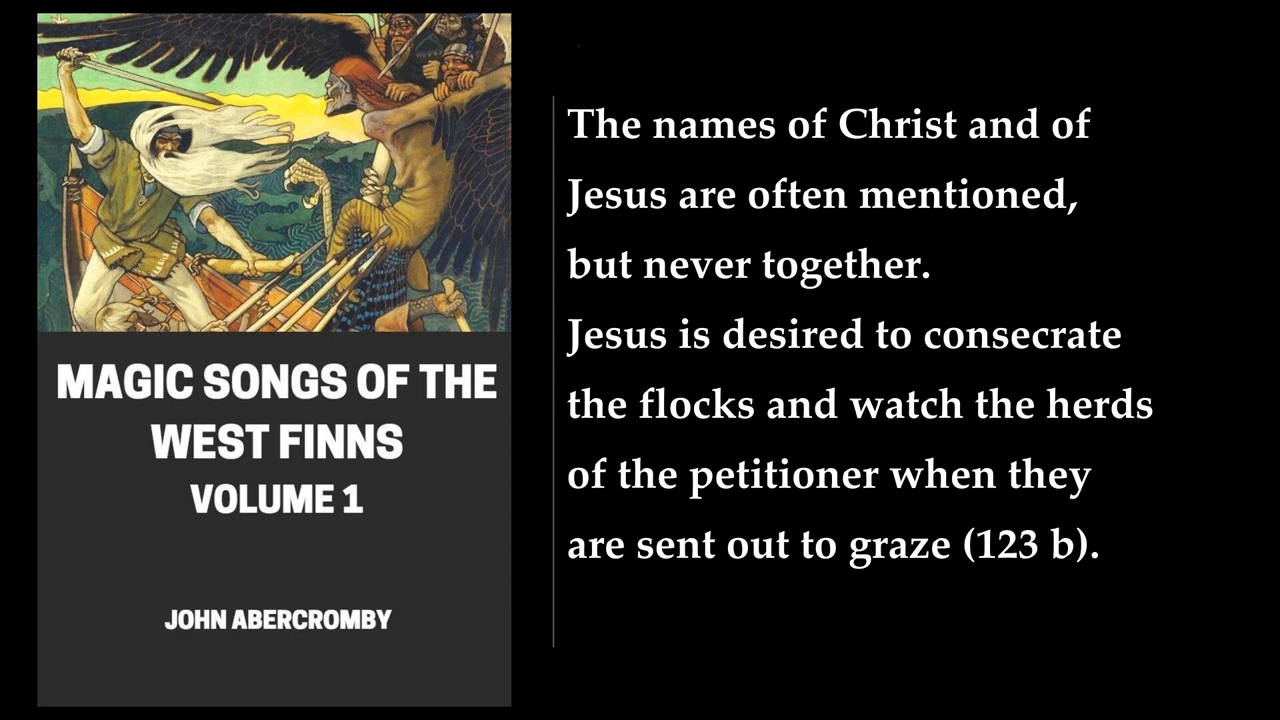 MAGIC SONGS OF THE
WEST FINNS
VOLUME 1
JOHN ABERCROMBY
The names of Christ and of
Jesus are often mentioned,
but never together.
Jesus is desired to consecrate
the flocks and watch the herds
of the petitioner when they
are sent out to graze (123 b).